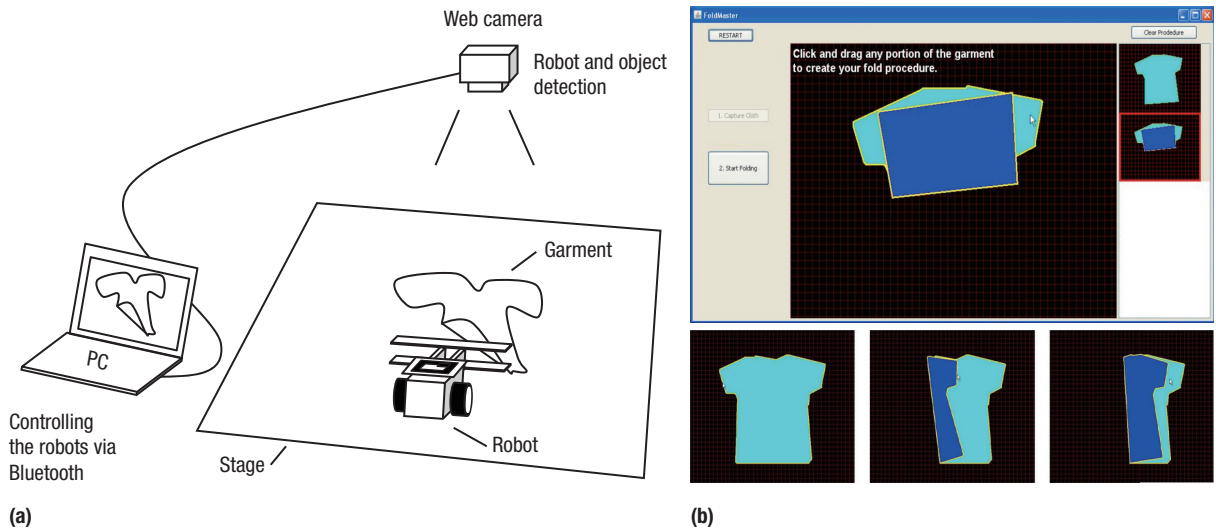 Web camera
Robot and object
detection
Garment
PC
Controlling
the robots via
Bluetooth
Robot
Stage
(a)
FoldMaster
RESTART
Clear Prodedure
Click and drag any portion of the garment
to create your fold procedure.
1. Capture Cloth
2. Start Folding
(b)